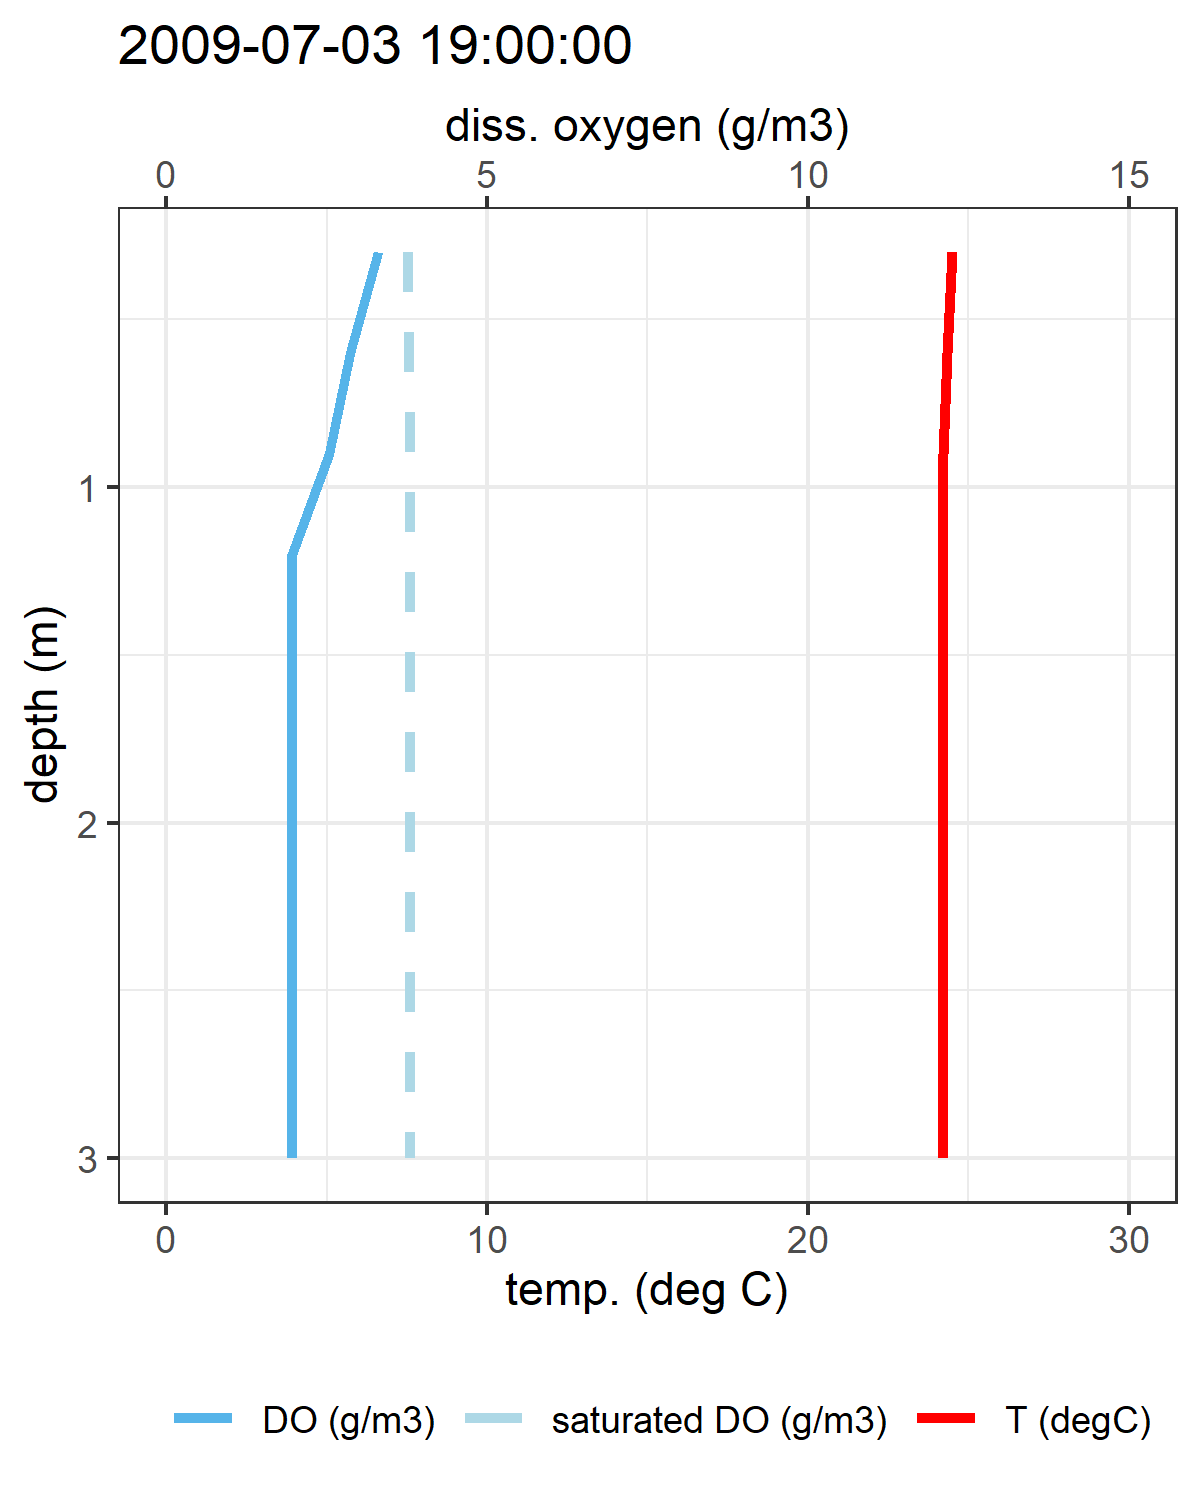 2009-07-03 19:00:00
diss. oxygen (g/m3)
0 5 10 15
depth (m)
1
2
3
0 10 20 30
temp. (deg C)
DO (g/m3) saturated DO (g/m3) T (degC)